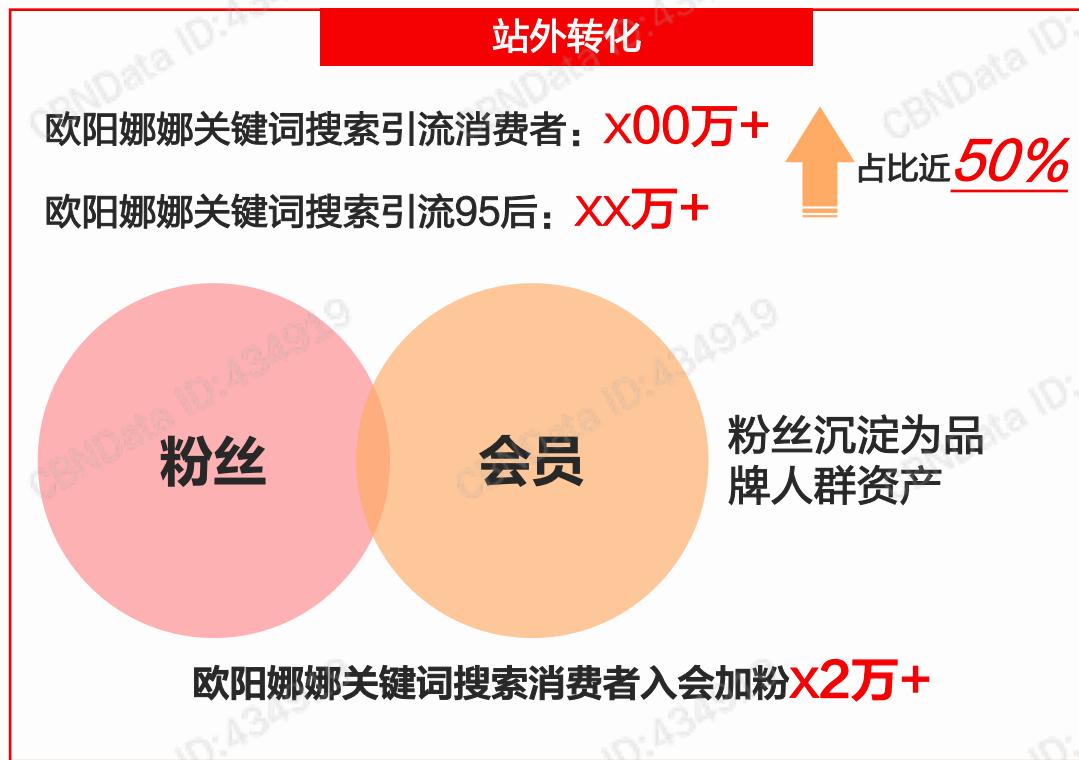 站外转化
欧阳娜娜关键词搜索引流消费者：X00万+
占比近50%
欧阳娜娜关键词搜索引流95后：XX万+
粉丝
会员
粉丝沉淀为品
牌人群资产
欧阳娜娜关键词搜索消费者入会加粉X2万+
CBNData ID:434919